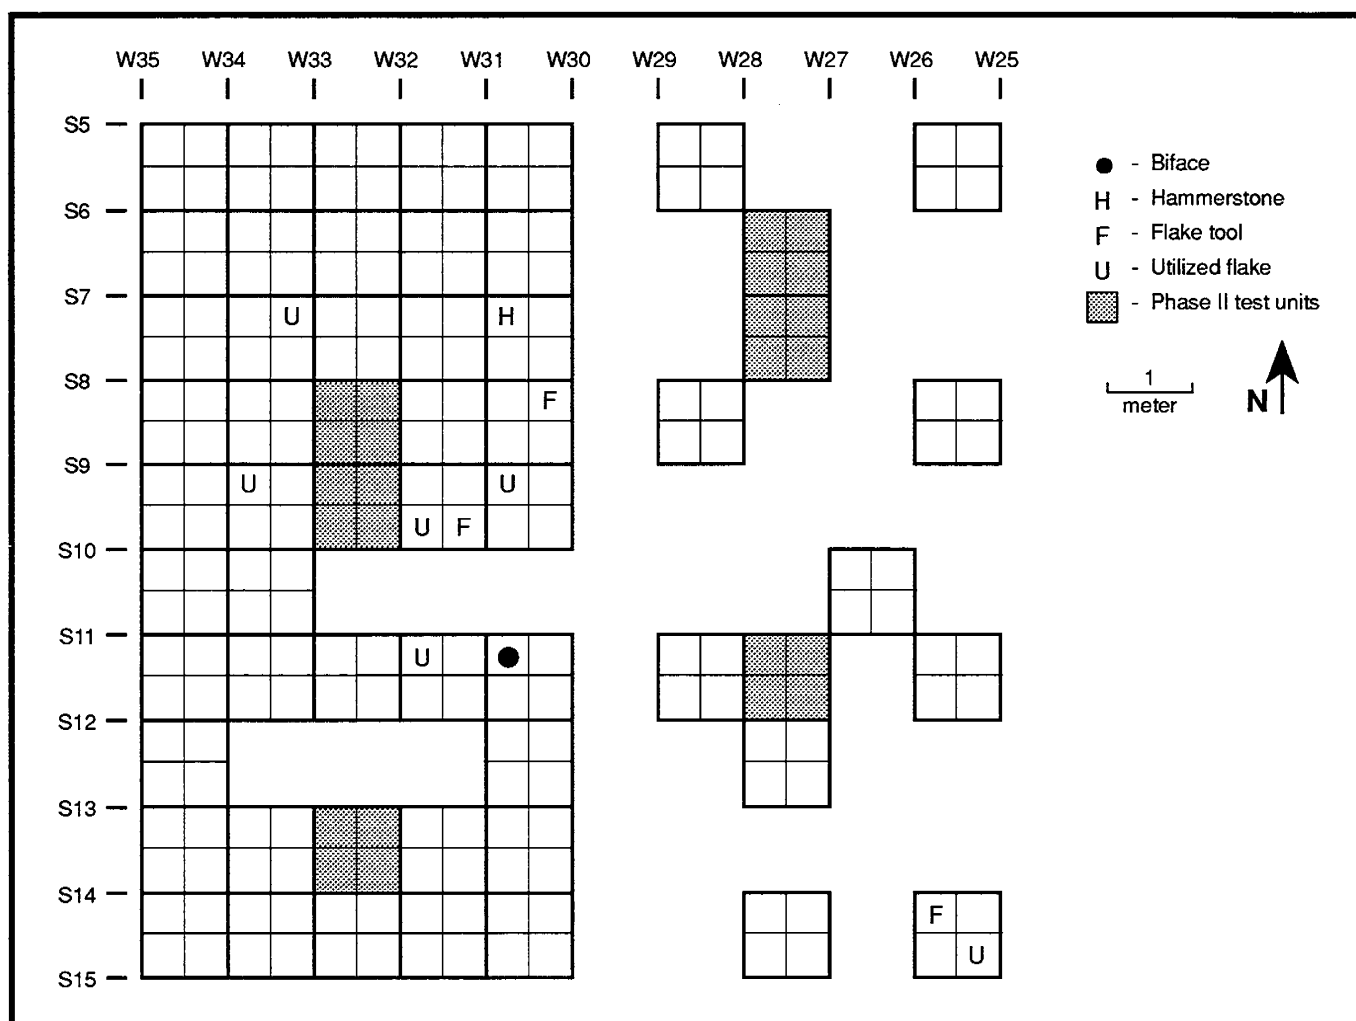 W35 W34 W33 W32 W31 W30 W29 W28 W27 W26 W25
S5
● - Biface
S6
H - Hammerstone
F - Flake tool
U - Utilized flake
S7
- Phase II test units
U H
S8
1
meter
N
F
S9
U U
U F
S10
S11
U
S12
S13
S14
F
U
S15